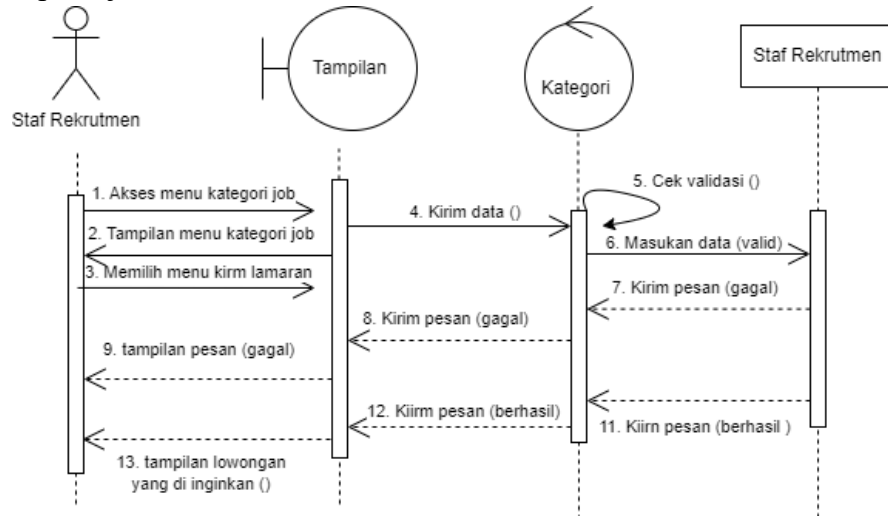 Tampilan
Kategori
Staf Rekrutmen
Staf Rekrutmen
1. Akses menu kategori job
2. Tampilan menu kategori job
3. Memilih menu kirm lamaran
4. Kirim data ()
5. Cek validasi ()
6. Masukan data (valid)
7. Kirim pesan (gagal)
8. Kirim pesan (gagal)
9. tampilan pesan (gagal)
11. Kiirn pesan (berhasil )
12. Kiirm pesan (berhasil)
13. tampilan lowongan
yang di inginkan ()